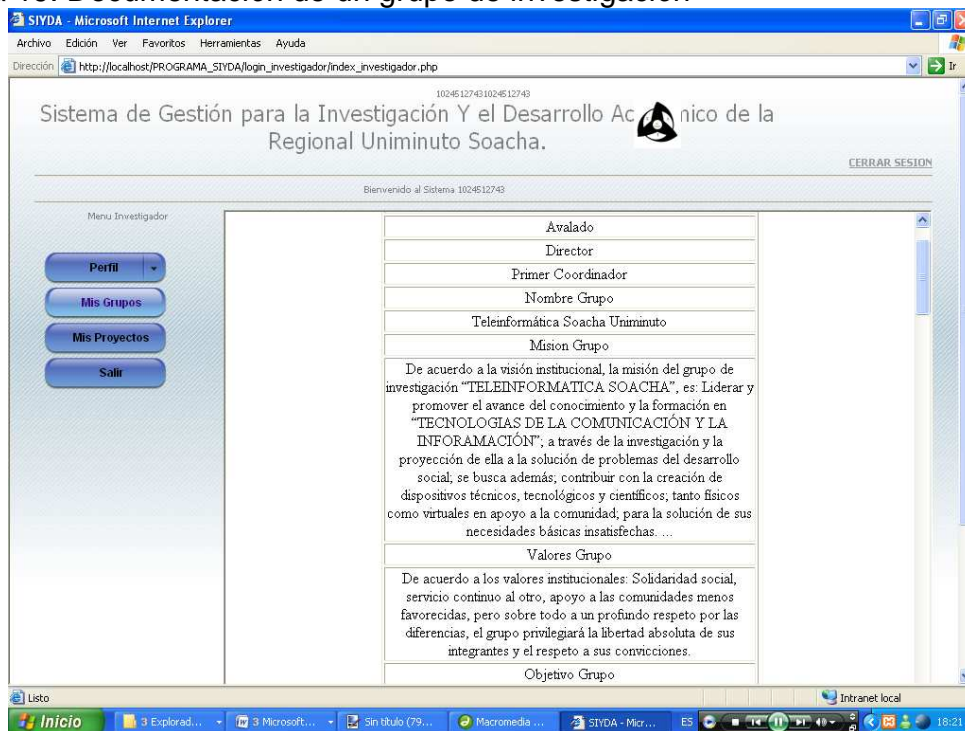 10. Documentación de un grupo de Investigación
SIYDA - Microsoft Internet Explorer
Archivo Edición Ver Favoritos Herramientas Ayuda
Dirección http://localhost/PROGRAMA_SIYDA/login_investigador/index_investigador.php Ir
10245127431024512743
Sistema de Gestión para la Investigación Y el Desarrollo Ac nico de la
Regional Uniminuto Soacha.
CERRAR SESION
Bienvenido al Sistema 1024512743
Menu Investigador
Perfil
Mis Grupos
Mis Proyectos
Salir
Avalado
Director
Primer Coordinador
Nombre Grupo
Teleinformática Soacha Uniminuto
Mision Grupo
De acuerdo a la visión institucional, la misión del grupo de
investigación “TELEINFORMATICA SOACHA”, es: Liderar y
promover el avance del conocimiento y la formación en
“TECNOLOGIAS DE LA COMUNICACIÓN Y LA
INFORAMACIÓN”; a través de la investigación y la
proyección de ella a la solución de problemas del desarrollo
social; se busca además; contribuir con la creación de
dispositivos técnicos, tecnológicos y científicos; tanto físicos
como virtuales en apoyo a la comunidad; para la solución de sus
necesidades básicas insatisfechas. ...
Valores Grupo
De acuerdo a los valores institucionales: Solidaridad social,
servicio continuo al otro, apoyo a las comunidades menos
favorecidas, pero sobre todo a un profundo respeto por las
diferencias, el grupo privilegiará la libertad absoluta de sus
integrantes y el respeto a sus convicciones.
Objetivo Grupo
Listo
Intranet local
Inicio 3 Explorad... 3 Microsoft... Sin título (79... Macromedia ... SIYDA - Micr... ES 18:21